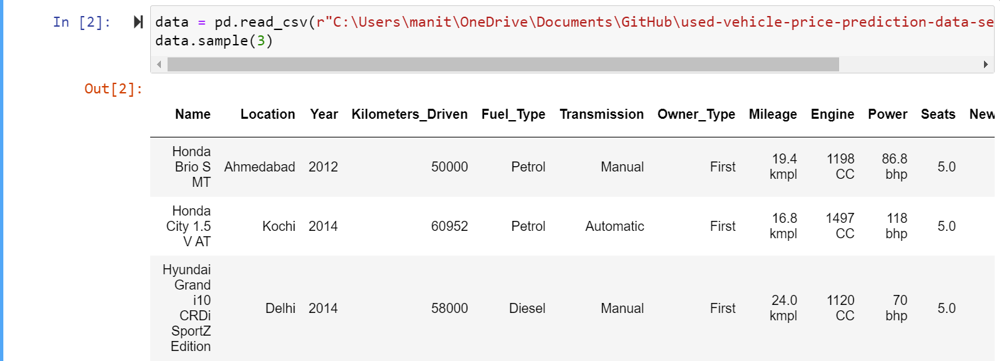 In [2]:
data = pd.read_csv(r"C:\Users\manit\OneDrive\Documents\GitHub\used-vehicle-price-prediction-data-se
data.sample(3)
Out[2]:
Name Location Year Kilometers_Driven Fuel_Type Transmission Owner_Type Mileage Engine Power Seats New
Honda
Brio S
MT
Ahmedabad 2012 50000 Petrol Manual First 19.4 kmpl 1198 CC 86.8 bhp 5.0
Honda
City 1.5
V AT
Kochi 2014 60952 Petrol Automatic First 16.8 kmpl 1497 CC 118 bhp 5.0
Hyundai
Grand
i10
CRDi
SportZ
Edition
Delhi 2014 58000 Diesel Manual First 24.0 kmpl 1120 CC 70 bhp 5.0